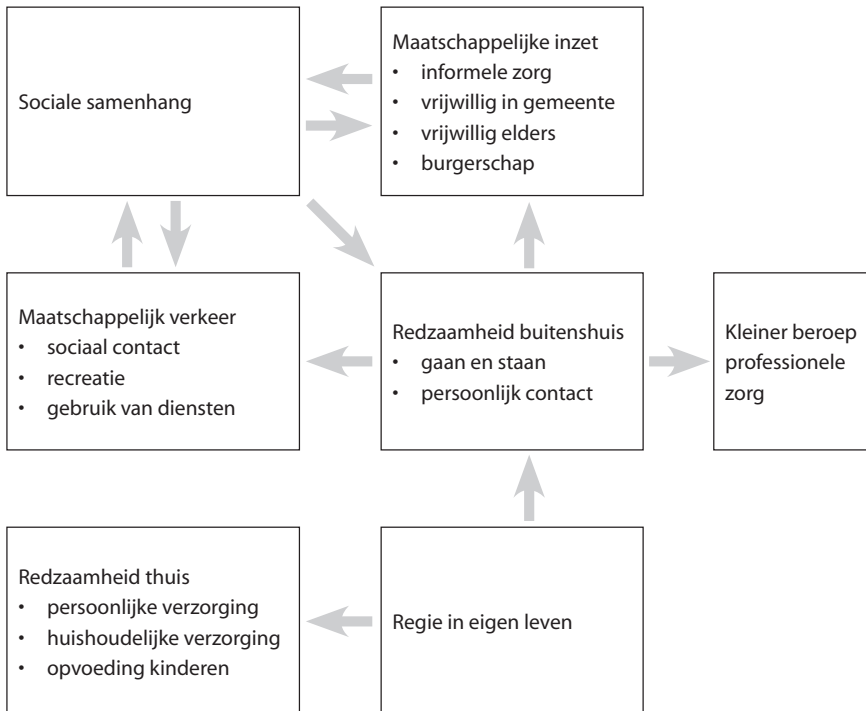 Sociale samenhang
Maatschappelijke inzet
• informele zorg
• vrijwillig in gemeente
• vrijwillig elders
• burgerschap
Maatschappelijk verkeer
• sociaal contact
• recreatie
• gebruik van diensten
Redzaamheid buitenshuis
• gaan en staan
• persoonlijk contact
Kleiner beroep
professionele
zorg
Redzaamheid thuis
• persoonlijke verzorging
• huishoudelijke verzorging
• opvoeding kinderen
Regie in eigen leven